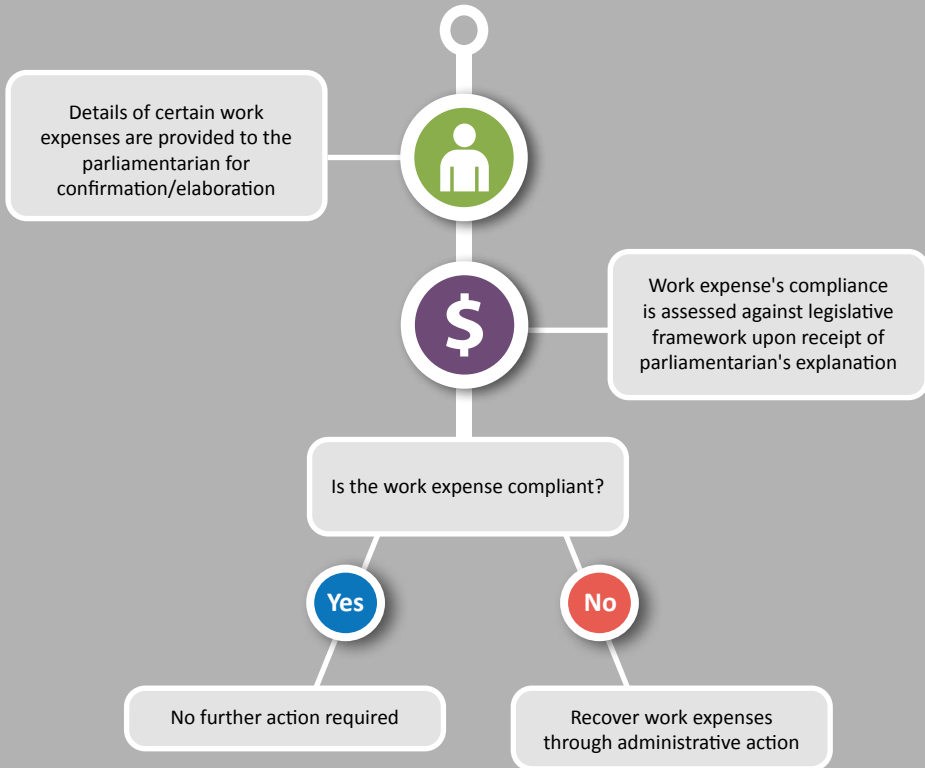 Details of certain work
expenses are provided to the
parliamentarian for
confirmation/elaboration
$
Work expense's compliance
is assessed against legislative
framework upon receipt of
parliamentarian's explanation
Is the work expense compliant?
Yes
No
No further action required
Recover work expenses
through administrative action